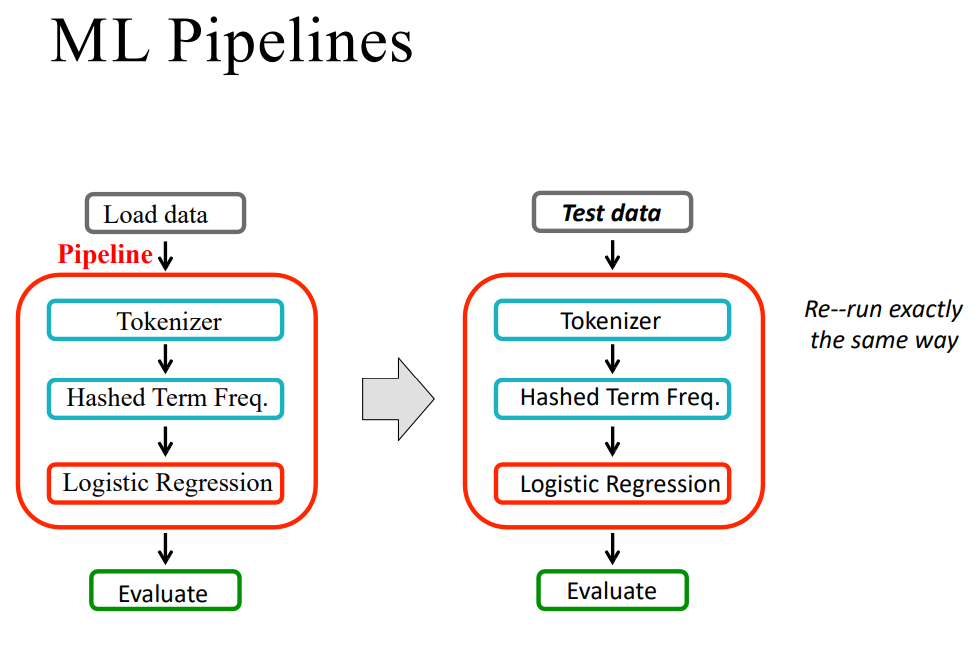 ML Pipelines
Load data
Pipeline
Tokenizer
Hashed Term Freq.
Logistic Regression
Evaluate
Test data
Tokenizer
Hashed Term Freq.
Logistic Regression
Evaluate
Re--run exactly
the same way